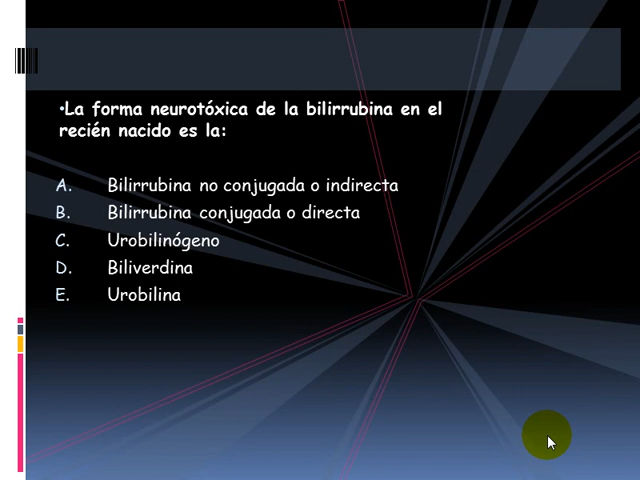 •La forma neurotóxica de la bilirrubina en el
recién nacido es la:
A. Bilirrubina no conjugada o indirecta
B. Bilirrubina conjugada o directa
C. Urobilinógeno
D. Biliverdina
E. Urobilina